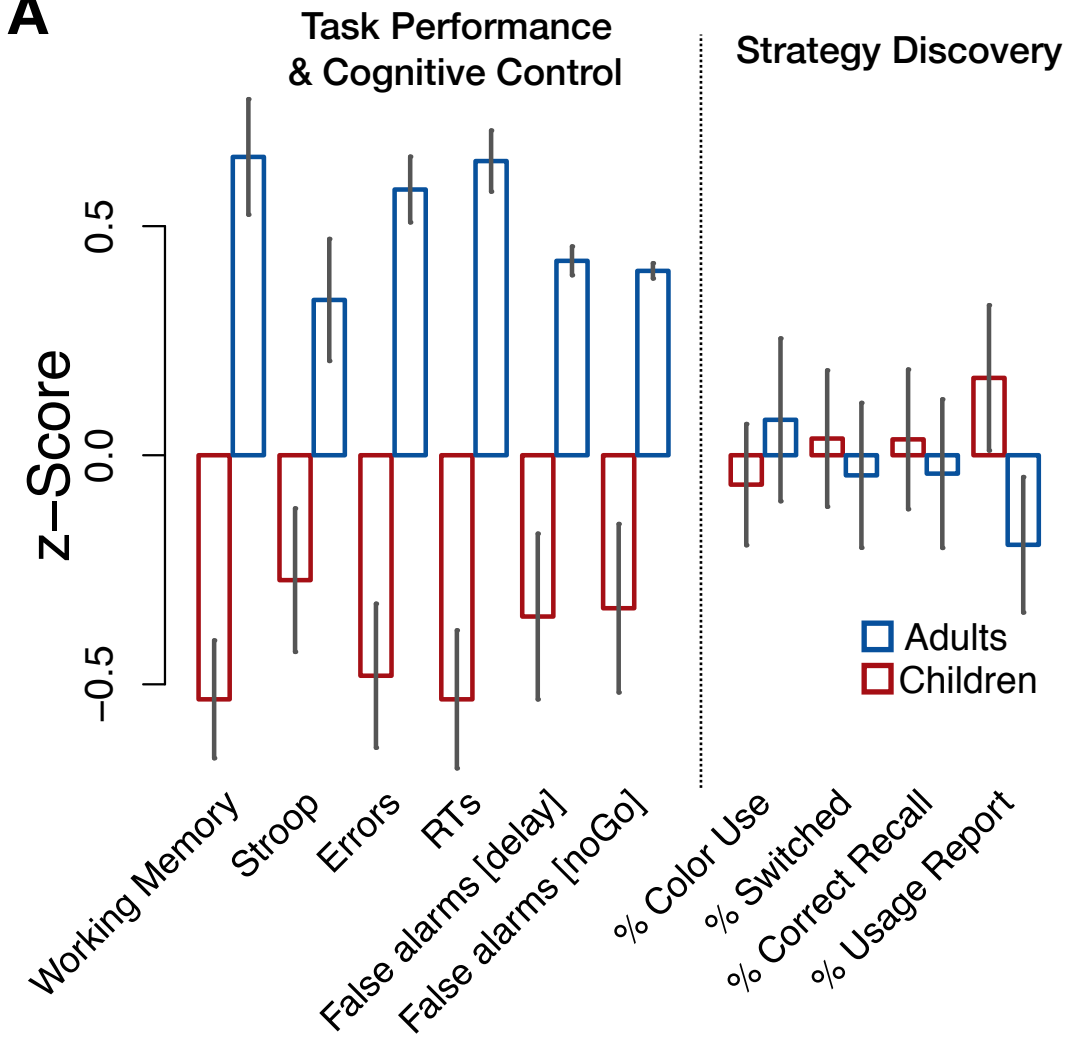 A
Task Performance
& Cognitive Control
Strategy Discovery
z–Score
0.5
0.0
–0.5
Adults
Children
Working Memory
Stroop
Errors
RTs
False alarms [delay]
False alarms [noGo]
% Color Use
% Switched
% Correct Recall
% Usage Report